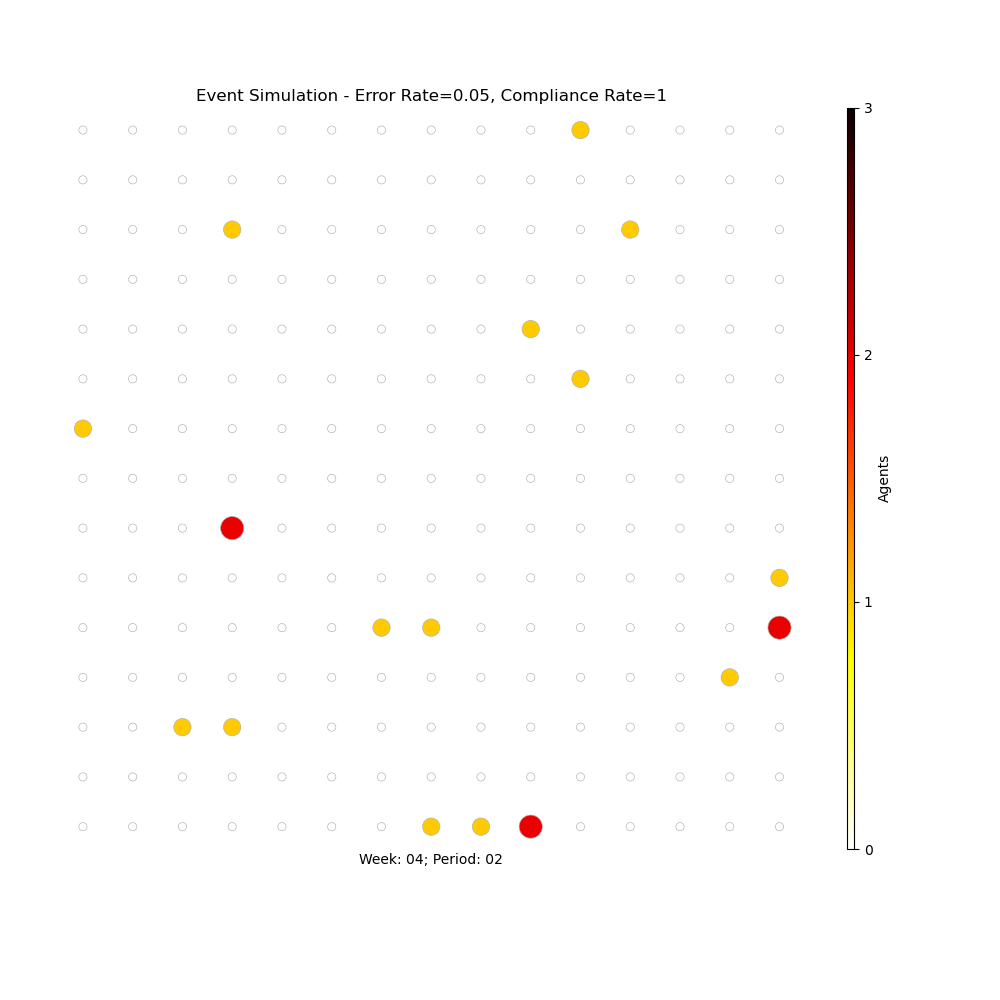 Event Simulation - Error Rate=0.05, Compliance Rate=1
3
2
Agents
1
0
Week: 04; Period: 02